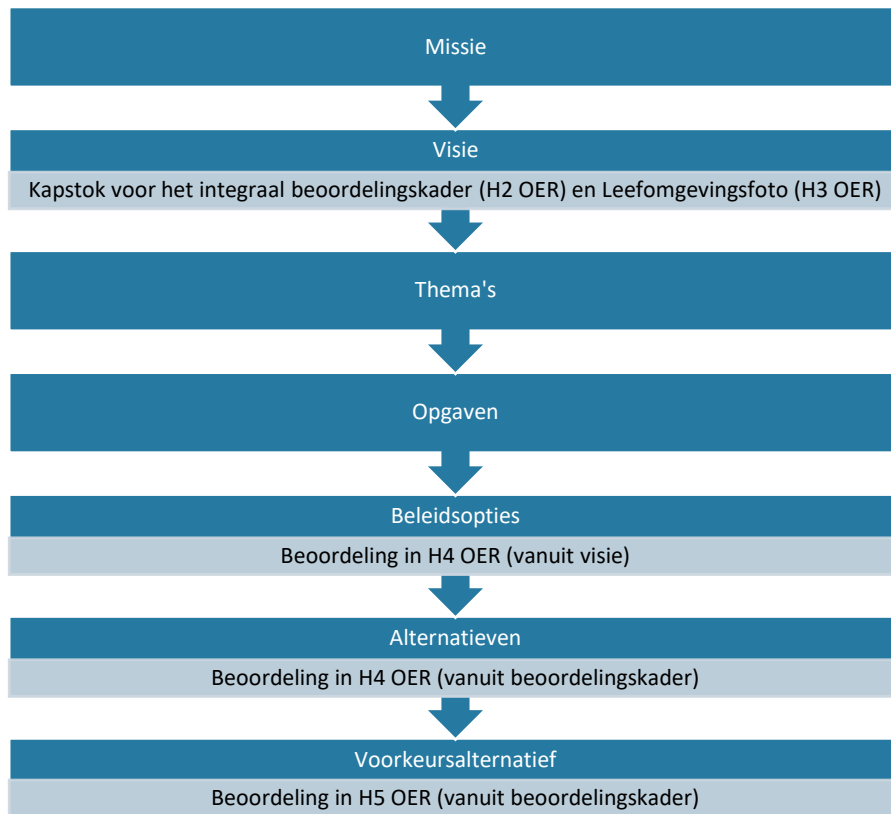 Missie
Visie
Kapstok voor het integraal beoordelingskader (H2 OER) en Leefomgevingsfoto (H3 OER)
Thema's
Opgaven
Beleidsopties
Beoordeling in H4 OER (vanuit visie)
Alternatieven
Beoordeling in H4 OER (vanuit beoordelingskader)
Voorkeursalternatief
Beoordeling in H5 OER (vanuit beoordelingskader)